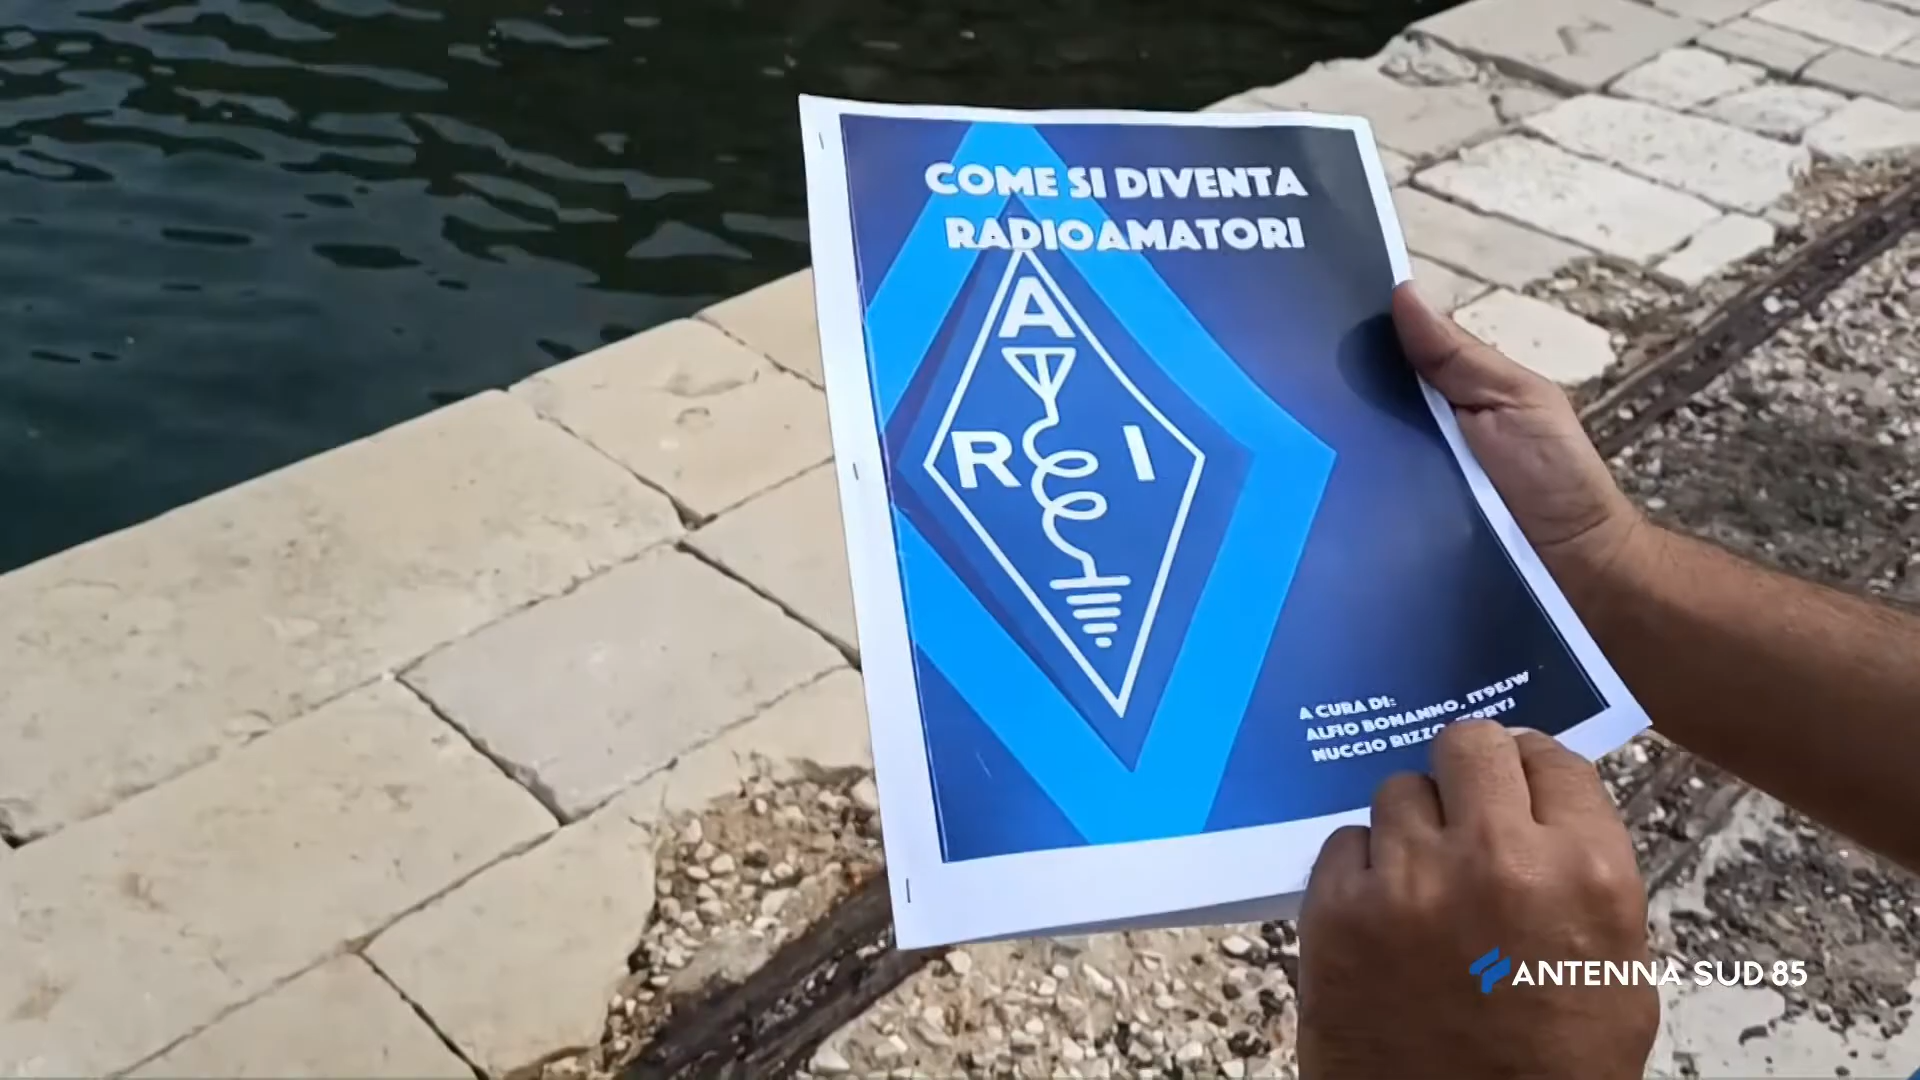 COME SI DIVENTA
RADIOAMATORI
A
R I
A CURA DI:
ALFIO BONANNO, IT9EJW
NUCCIO RIZZO
ANTENNA SUD 85